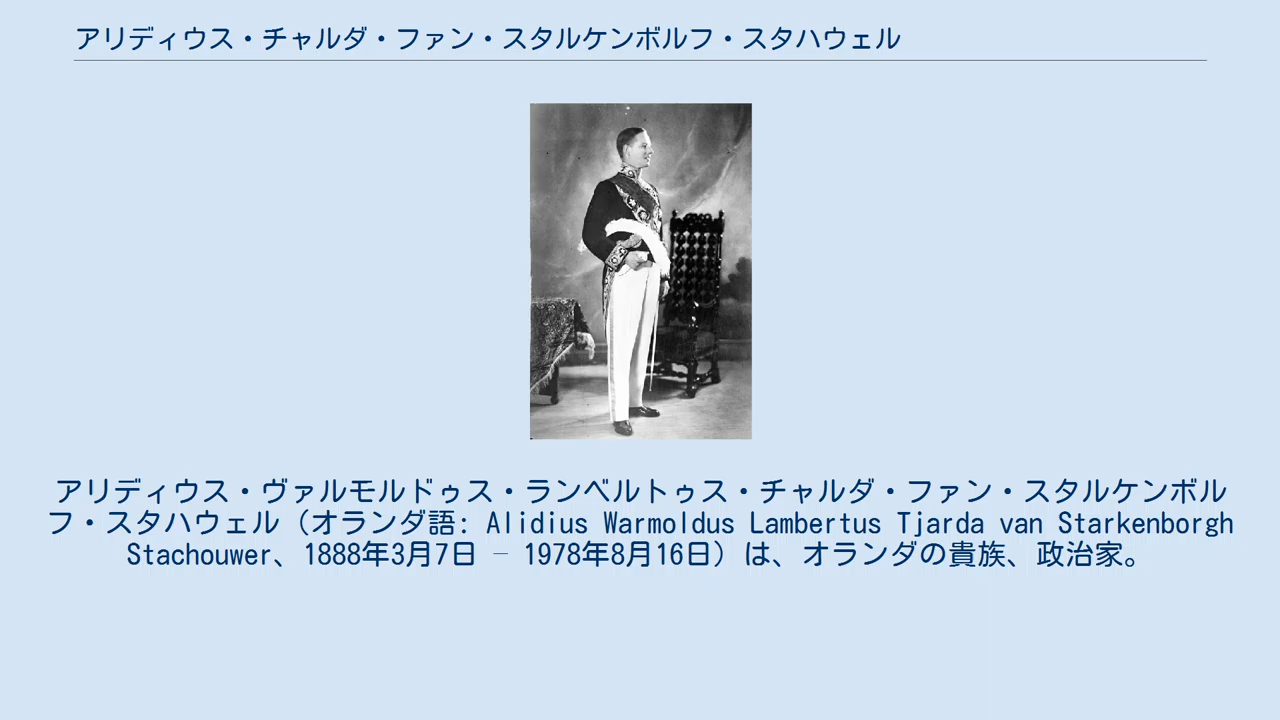 アリディウス・チャルダ・ファン・スタルケンボルフ・スタハウェル
アリディウス・ヴァルモルドゥス・ランベルトゥス・チャルダ・ファン・スタルケンボル
フ・スタハウェル（オランダ語: Alidius Warmoldus Lambertus Tjarda van Starkenborgh
Stachouwer、1888年3月7日 – 1978年8月16日）は、オランダの貴族、政治家。